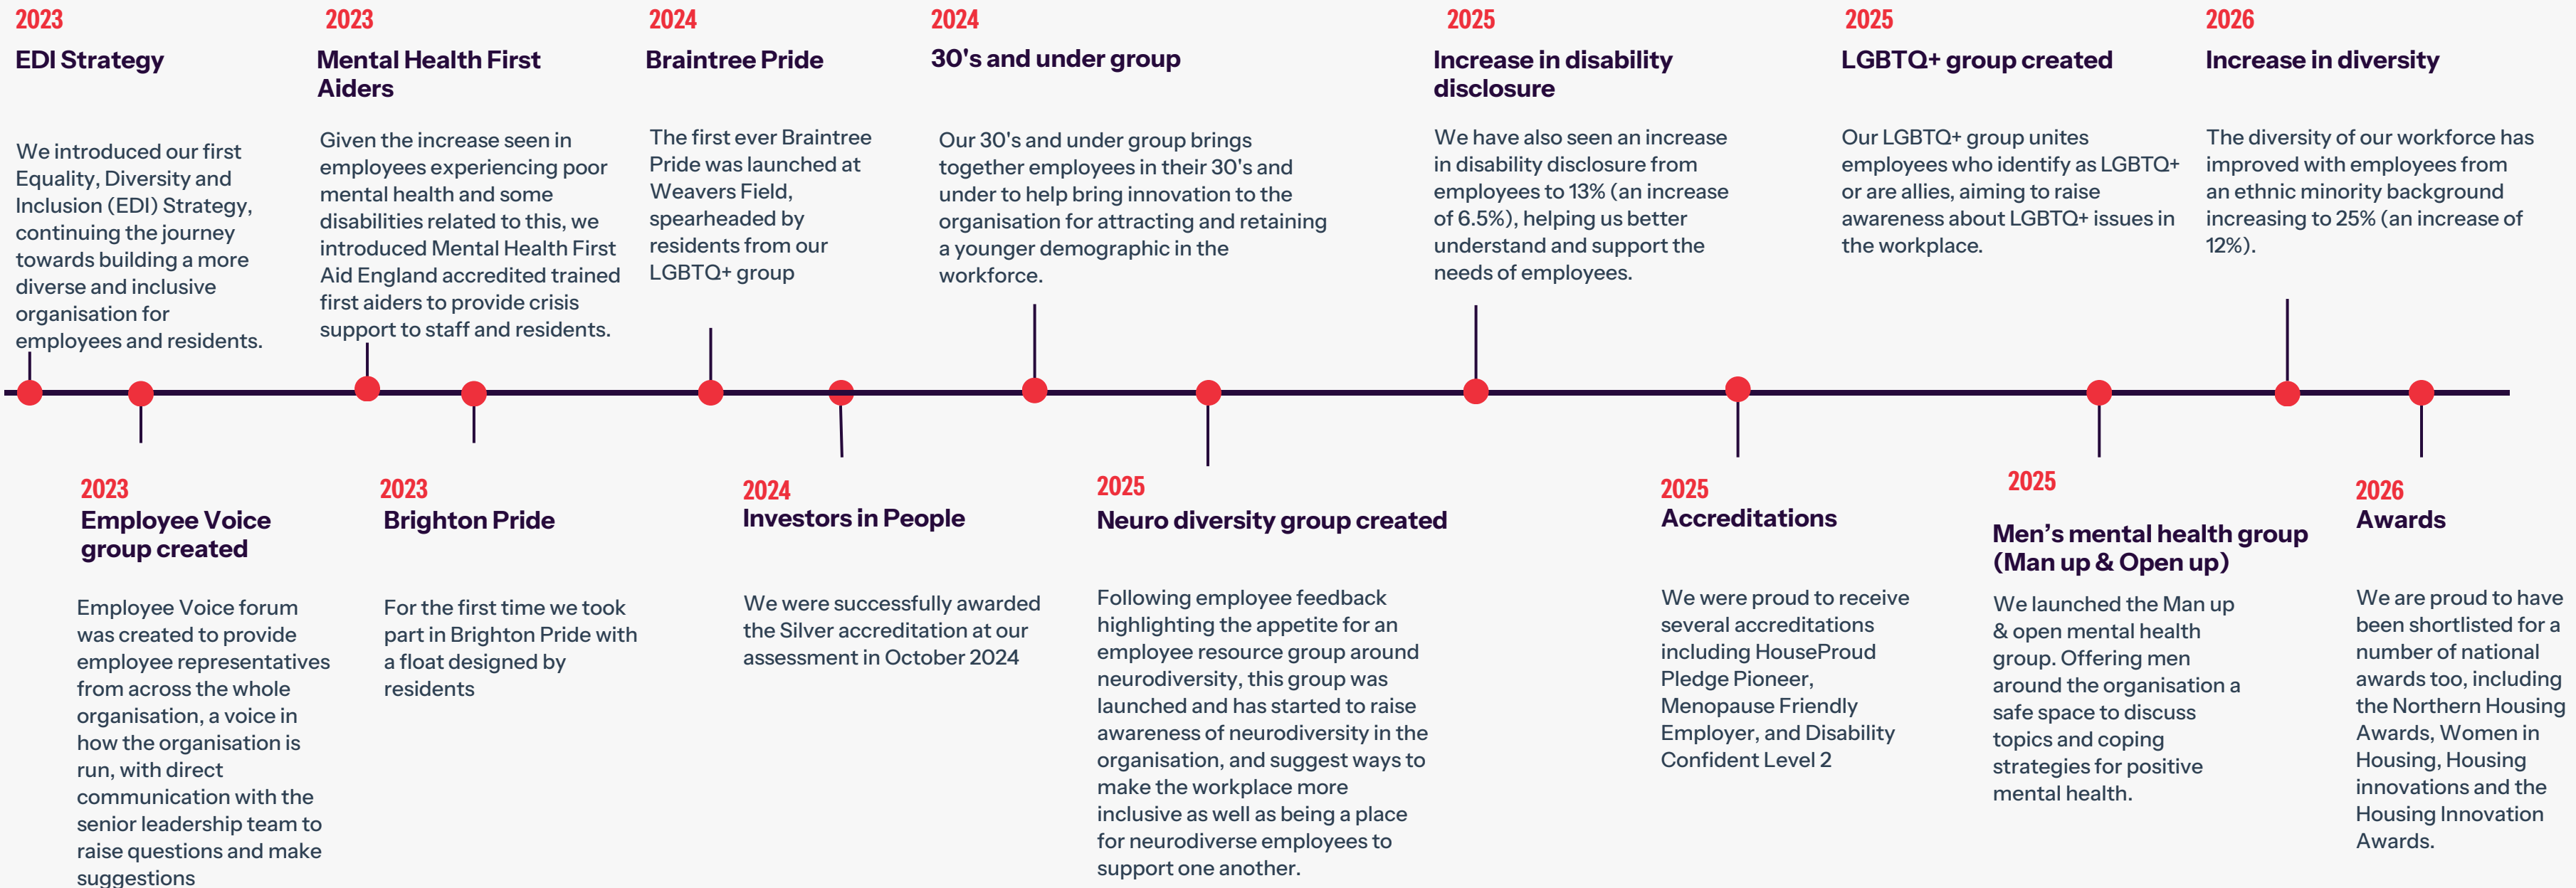 2023
EDI Strategy
We introduced our first
Equality, Diversity and
Inclusion (EDI) Strategy,
continuing the journey
towards building a more
diverse and inclusive
organisation for
employees and residents.
2023
Mental Health First
Aiders
Given the increase seen in
employees experiencing poor
mental health and some
disabilities related to this, we
introduced Mental Health First
Aid England accredited trained
first aiders to provide crisis
support to staff and residents.
2024
Braintree Pride
The first ever Braintree
Pride was launched at
Weavers Field,
spearheaded by
residents from our
LGBTQ+ group
2024
30's and under group
Our 30's and under group brings
together employees in their 30's and
under to help bring innovation to the
organisation for attracting and retaining
a younger demographic in the
workforce.
2025
Increase in disability
disclosure
We have also seen an increase
in disability disclosure from
employees to 13% (an increase
of 6.5%), helping us better
understand and support the
needs of employees.
2025
LGBTQ+ group created
Our LGBTQ+ group unites
employees who identify as LGBTQ+
or are allies, aiming to raise
awareness about LGBTQ+ issues in
the workplace.
2026
Increase in diversity
The diversity of our workforce has
improved with employees from
an ethnic minority background
increasing to 25% (an increase of
12%).
2023
Employee Voice
group created
Employee Voice forum
was created to provide
employee representatives
from across the whole
organisation, a voice in
how the organisation is
run, with direct
communication with the
senior leadership team to
raise questions and make
suggestions
2023
Brighton Pride
For the first time we took
part in Brighton Pride with
a float designed by
residents
2024
Investors in People
We were successfully awarded
the Silver accreditation at our
assessment in October 2024
2025
Neuro diversity group created
Following employee feedback
highlighting the appetite for an
employee resource group around
neurodiversity, this group was
launched and has started to raise
awareness of neurodiversity in the
organisation, and suggest ways to
make the workplace more
inclusive as well as being a place
for neurodiverse employees to
support one another.
2025
Accreditations
We were proud to receive
several accreditations
including HouseProud
Pledge Pioneer,
Menopause Friendly
Employer, and Disability
Confident Level 2
2025
Men’s mental health group
(Man up & Open up)
We launched the Man up
& open mental health
group. Offering men
around the organisation a
safe space to discuss
topics and coping
strategies for positive
mental health.
2026
Awards
We are proud to have
been shortlisted for a
number of national
awards too, including
the Northern Housing
Awards, Women in
Housing, Housing
innovations and the
Housing Innovation
Awards.